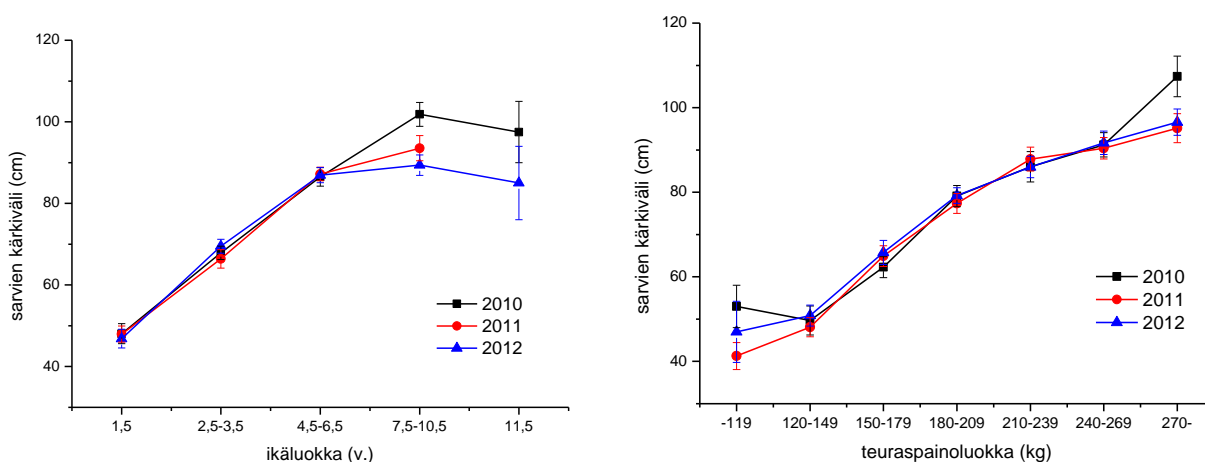 120
100
80
60
40
sarvien kärkiväli (cm)
2010
2011
2012
1,5 2,5-3,5 4,5-6,5 7,5-10,5 11,5
ikäluokka (v.)
120
100
80
60
40
sarvien kärkiväli (cm)
2010
2011
2012
-119 120-149 150-179 180-209 210-239 240-269 270-
teuraspainoluokka (kg)